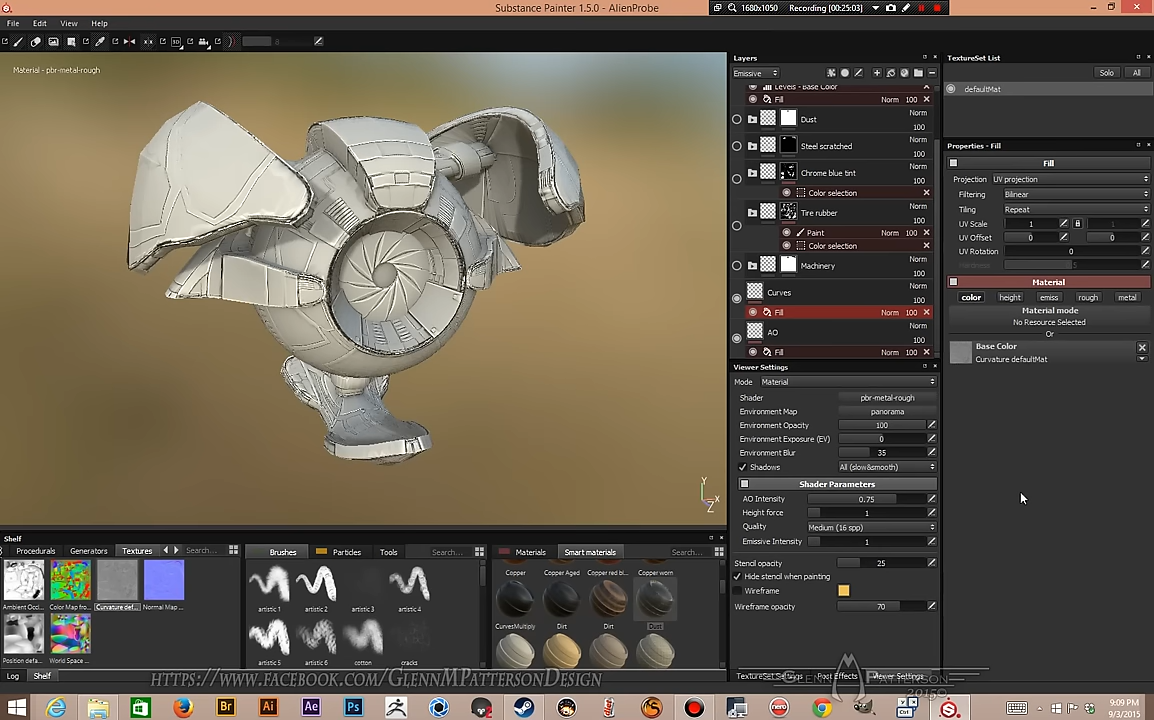 Substance Painter 1.5.0 - AlienProbe
1680x1050
Recording [00:25:03]
File Edit View Help
Material - pbr-metal-rough
Layers
Emissive
Levels - Base Color
Fill Norm 100
Dust Norm 100
Steel scratched Norm 100
Chrome blue tint Norm 100
Color selection
Tire rubber Norm 100
Paint Norm 100
Color selection
Machinery Norm 100
Curves Norm 100
Fill Norm 100
AO Norm 100
Fill Norm 100
Viewer Settings
Mode Material
Shader pbr-metal-rough
Environment Map panorama
Environment Opacity 100
Environment Exposure (EV) 0
Environment Blur 35
Shadows All (slow&smooth)
Shader Parameters
AO Intensity 0.75
Height force 1
Quality Medium (16 spp)
Emissive Intensity 1
Stencil opacity 25
Hide stencil when painting
Wireframe
Wireframe opacity 70
TextureSet Settings Post Effects Viewer Settings
TextureSet List
Solo All
defaultMat
Properties - Fill
Fill
Projection UV projection
Filtering Bilinear
Tiling Repeat
UV Scale 1 1
UV Offset 0 0
UV Rotation 0
Material
color height emiss rough metal
Material mode
No Resource Selected
Or
Base Color
Curvature defaultMat
Y
X
Z
Shelf
Procedurals Generators Textures Search...
Ambient Occl... Color Map fro... Curvature def... Normal Map ...
Position defa... World Space ...
Brushes Particles Tools Search...
artistic 1 artistic 2 artistic 3 artistic 4
artistic 5 artistic 6 cotton cracks
Materials Smart materials Search...
Copper Copper Aged Copper red bl... Copper worn
CurvesMultiply Dirt Dirt Dust
Log Shelf
https://www.facebook.com/GlennMPattersonDesign
Glenn M Patterson
2015©
Br Ai Ae Ps
9:09 PM
9/3/2015